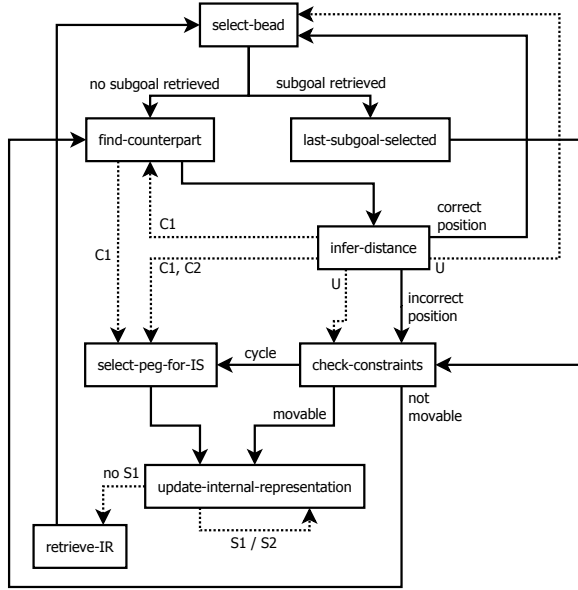 select-bead
no subgoal retrieved
subgoal retrieved
find-counterpart
last-subgoal-selected
C1
correct
position
infer-distance
C1
C1, C2
U
U
incorrect
position
select-peg-for-IS
cycle
check-constraints
movable
not
movable
no S1
update-internal-representation
S1 / S2
retrieve-IR